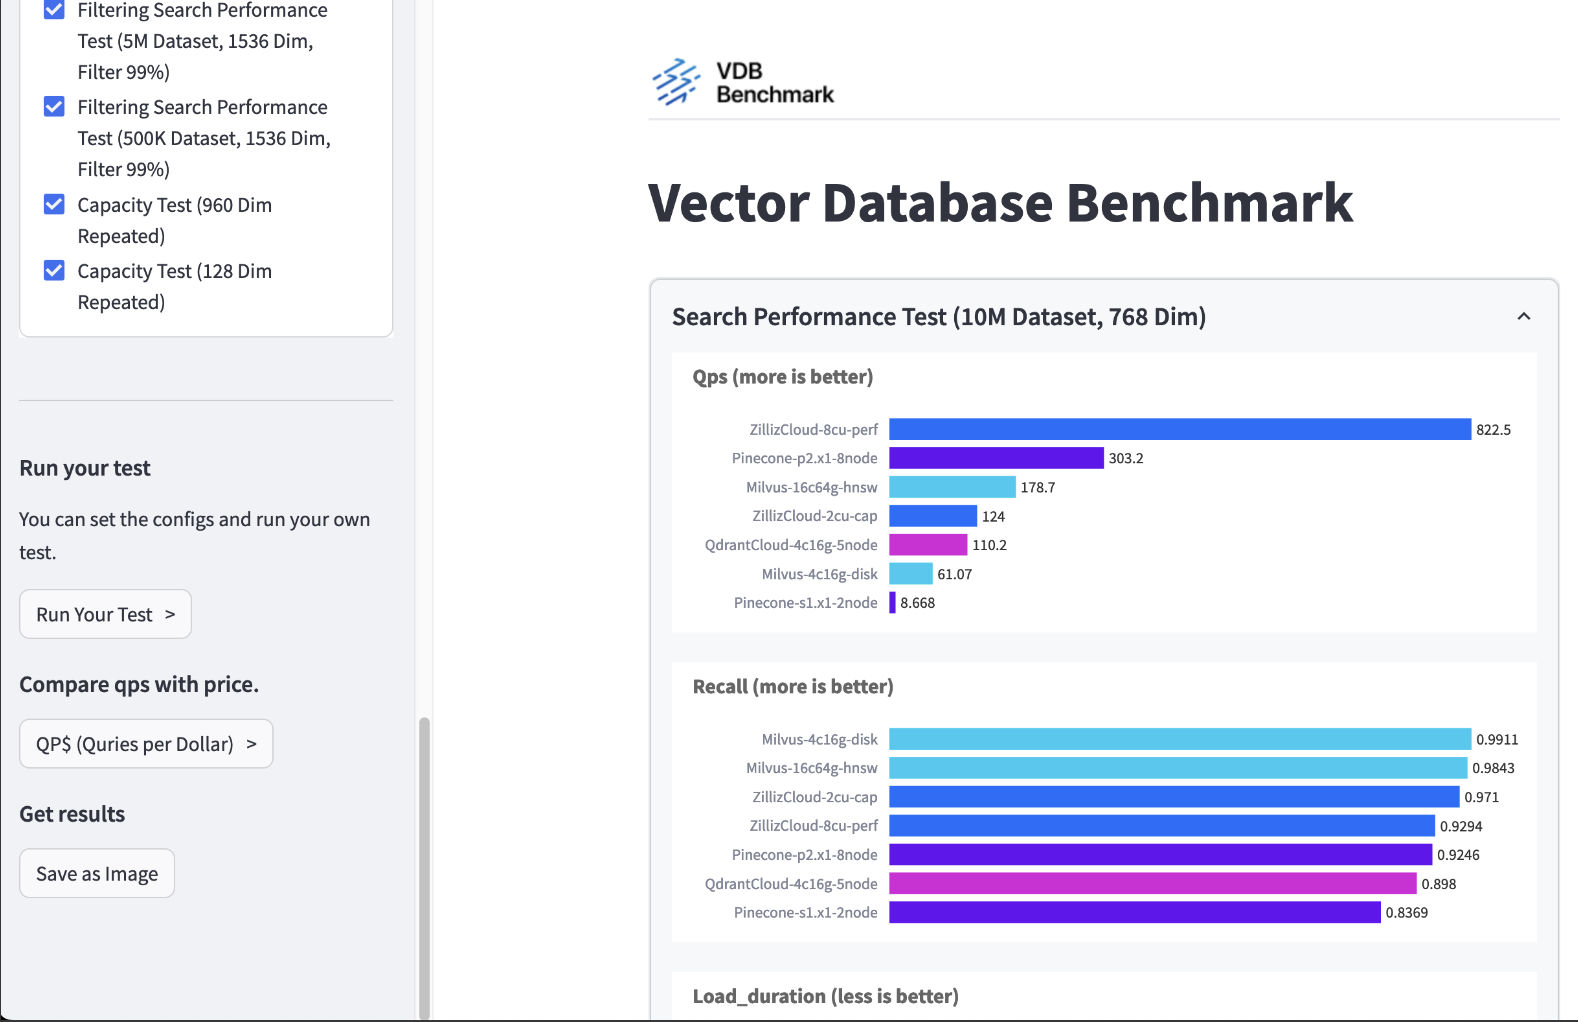 Filtering Search Performance
Test (5M Dataset, 1536 Dim,
Filter 99%)
Filtering Search Performance
Test (500K Dataset, 1536 Dim,
Filter 99%)
Capacity Test (960 Dim
Repeated)
Capacity Test (128 Dim
Repeated)
Run your test
You can set the configs and run your own
test.
Run Your Test >
Compare qps with price.
QP$ (Quries per Dollar) >
Get results
Save as Image
VDB
Benchmark
Vector Database Benchmark
Search Performance Test (10M Dataset, 768 Dim)
Qps (more is better)
ZillizCloud-8cu-perf 822.5
Pinecone-p2.x1-8node 303.2
Milvus-16c64g-hnsw 178.7
ZillizCloud-2cu-cap 124
QdrantCloud-4c16g-5node 110.2
Milvus-4c16g-disk 61.07
Pinecone-s1.x1-2node 8.668
Recall (more is better)
Milvus-4c16g-disk 0.9911
Milvus-16c64g-hnsw 0.9843
ZillizCloud-2cu-cap 0.971
ZillizCloud-8cu-perf 0.9294
Pinecone-p2.x1-8node 0.9246
QdrantCloud-4c16g-5node 0.898
Pinecone-s1.x1-2node 0.8369
Load_duration (less is better)